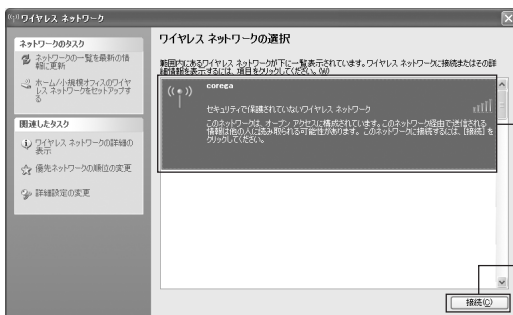 ワイヤレス ネットワーク
ネットワークのタスク
ネットワークの一覧を最新の情
報に更新
ホーム/小規模オフィスのワイヤ
レス ネットワークをセットアップす
る
関連したタスク
ワイヤレス ネットワークの詳細の
表示
優先ネットワークの順位の変更
詳細設定の変更
ワイヤレス ネットワークの選択
範囲内にあるワイヤレス ネットワークが下に一覧表示されています。ワイヤレス ネットワークに接続またはその詳
細情報を表示するには、項目をクリックしてください。(W)
corega
セキュリティで保護されていないワイヤレス ネットワーク
このネットワークは、オープン アクセスに構成されています。このネットワーク経由で送信される
情報は他の人に読み取られる可能性があります。このネットワークに接続するには、[接続] を
クリックしてください。
接続(C)